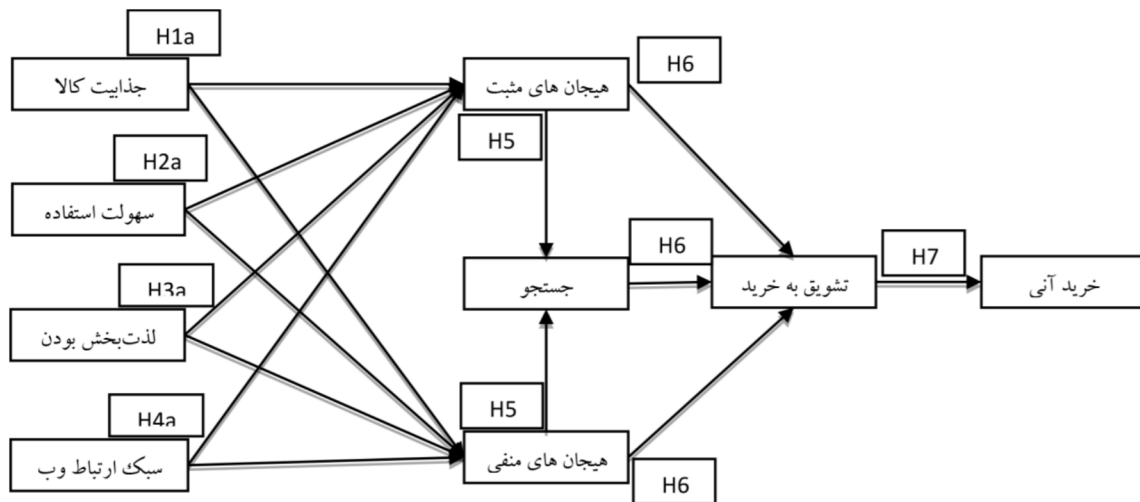 H1a
جذابیت کالا
H2a
سهولت استفاده
H3a
لذت‌بخش بودن
H4a
سبک ارتباط وب
هیجان های مثبت
H5
جستجو
H5
هیجان های منفی
H6
H6
H6
تشویق به خرید
H7
خرید آنی